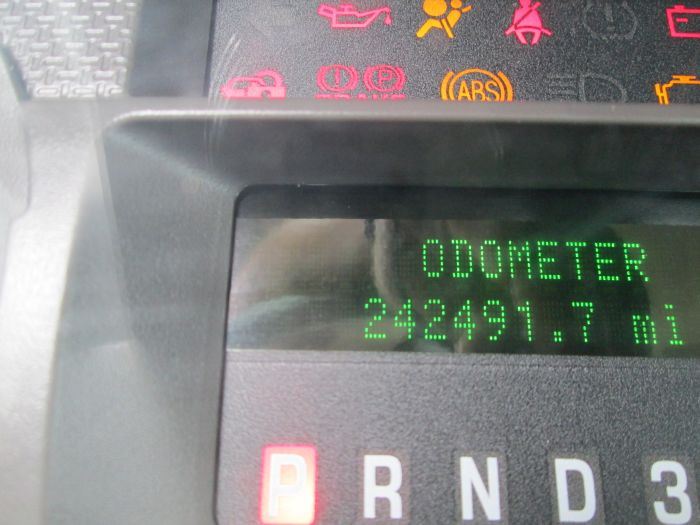 BRAKE
ABS
ODOMETER
242491.7 mi
P R N D 3